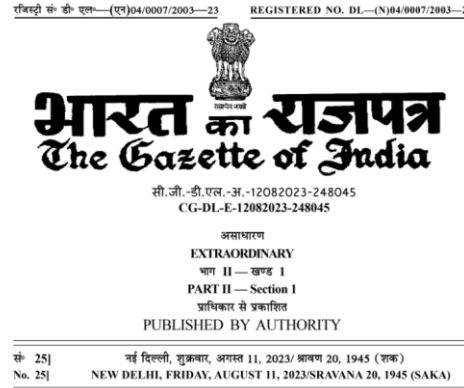 रजिस्ट्री सं॰ डी॰ एल॰—(एन)04/0007/2003—23 REGISTERED NO. DL—(N)04/0007/2003—2
भारत का राजपत्र
The Gazette of India
सी.जी.-डी.एल.-अ.-12082023-248045
CG-DL-E-12082023-248045
असाधारण
EXTRAORDINARY
भाग II — खण्ड 1
PART II — Section 1
प्राधिकार से प्रकाशित
PUBLISHED BY AUTHORITY
सं॰ 25] नई दिल्ली, शुक्रवार, अगस्त 11, 2023/ श्रावण 20, 1945 (शक)
No. 25] NEW DELHI, FRIDAY, AUGUST 11, 2023/SRAVANA 20, 1945 (SAKA)